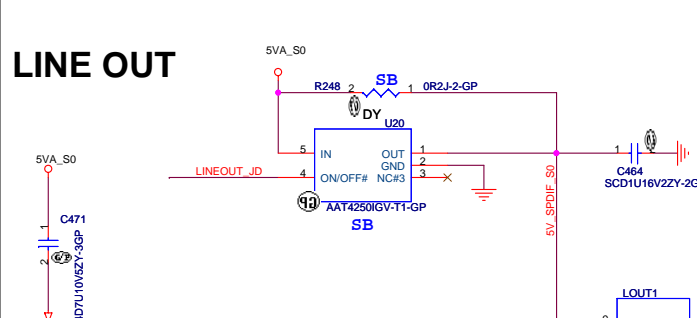 LINE OUT
5VA_S0
R248 2 SB 1 0R2J-2-GP
DY
U20
5 IN OUT 1
GND 2
LINEOUT_JD 4 ON/OFF# NC#3 3
AAT4250IGV-T1-GP
SB
5V_SPDIF_S0
1
C464
SCD1U16V2ZY-2G
5VA_S0
C471
1
2
D7U10V5ZY-3GP
LOUT1